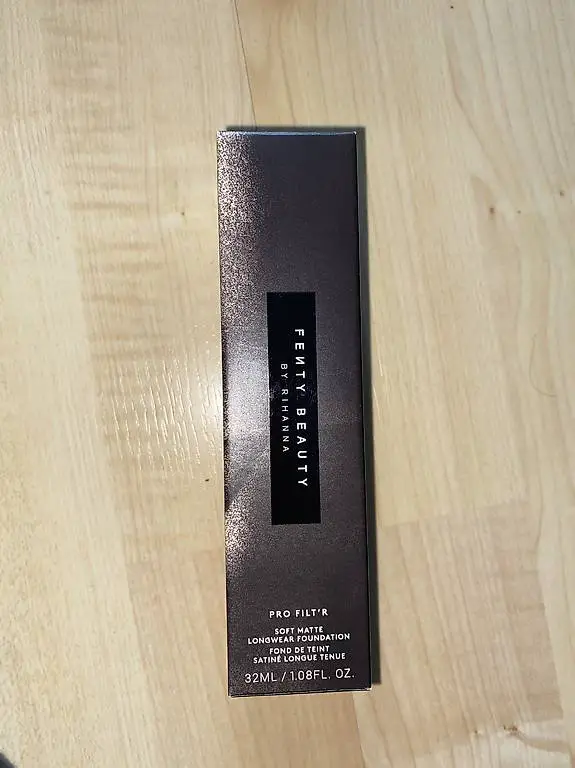 FENTY BEAUTY
BY RIHANNA
PRO FILT'R
SOFT MATTE
LONGWEAR FOUNDATION
FOND DE TEINT
SATINÉ LONGUE TENUE
32ML / 1.08FL. OZ.